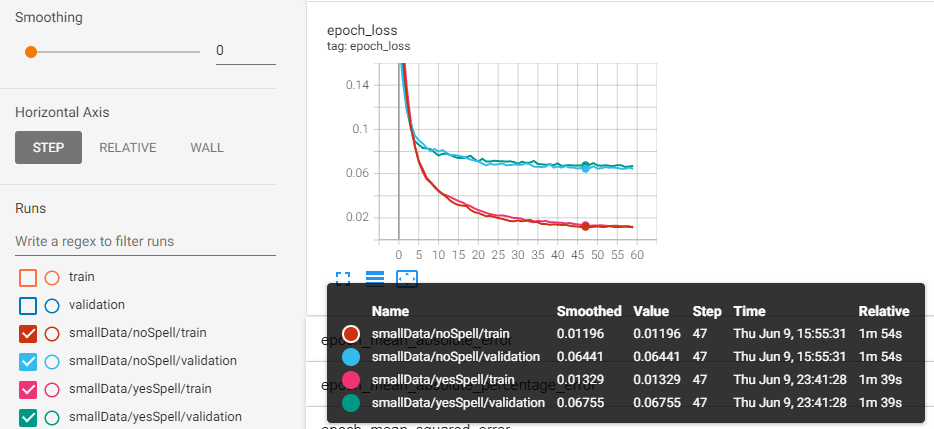 Smoothing
0
Horizontal Axis
STEP RELATIVE WALL
Runs
Write a regex to filter runs
train
validation
smallData/noSpell/train
smallData/noSpell/validation
smallData/yesSpell/train
smallData/yesSpell/validation
epoch_loss
tag: epoch_loss
0.14
0.1
0.06
0.02
0 5 10 15 20 25 30 35 40 45 50 55 60
Name Smoothed Value Step Time Relative
smallData/noSpell/train 0.01196 0.01196 47 Thu Jun 9, 15:55:31 1m 54s
epoch_mean_absolute_error
smallData/noSpell/validation 0.06441 0.06441 47 Thu Jun 9, 15:55:31 1m 54s
smallData/yesSpell/train 0.01329 0.01329 47 Thu Jun 9, 23:41:28 1m 39s
epoch_mean_absolute_percentage_error
smallData/yesSpell/validation 0.06755 0.06755 47 Thu Jun 9, 23:41:28 1m 39s
epoch_mean_squared_error